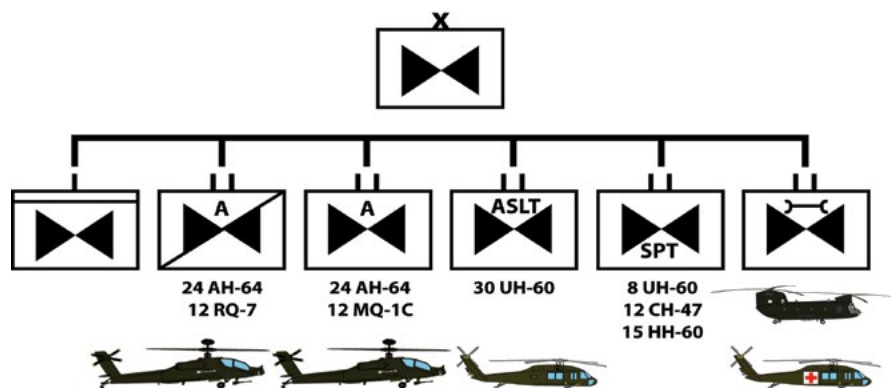 X
A
A
ASLT
SPT
24 AH-64
12 RQ-7
24 AH-64
12 MQ-1C
30 UH-60
8 UH-60
12 CH-47
15 HH-60